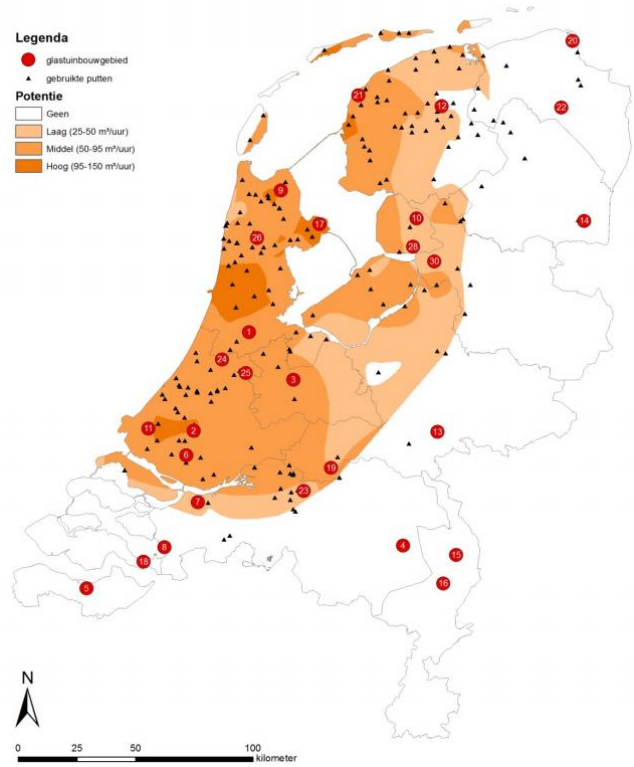 Legenda
glastuinbouwgebied
gebruikte putten
Potentie
Geen
Laag (25-50 m³/uur)
Middel (50-95 m³/uur)
Hoog (95-150 m³/uur)
20
21
12
22
9
17
10
14
26
28
30
1
24
25
3
11
2
13
6
19
23
7
8
4
18
15
5
16
N
0 25 50 100
kilometer